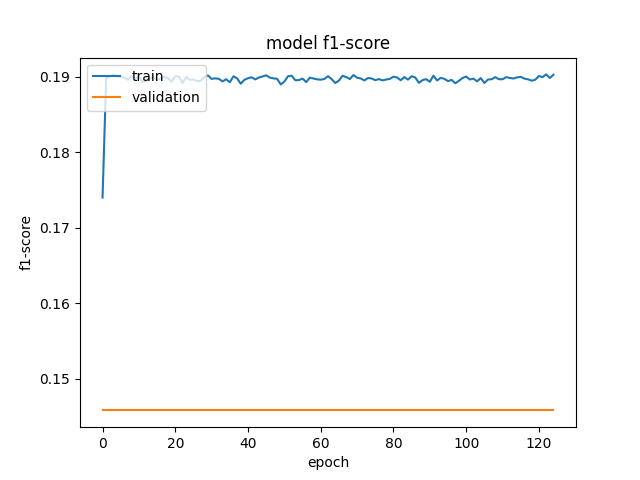 model f1-score
train
validation
0.19
0.18
0.17
0.16
0.15
f1-score
0 20 40 60 80 100 120
epoch